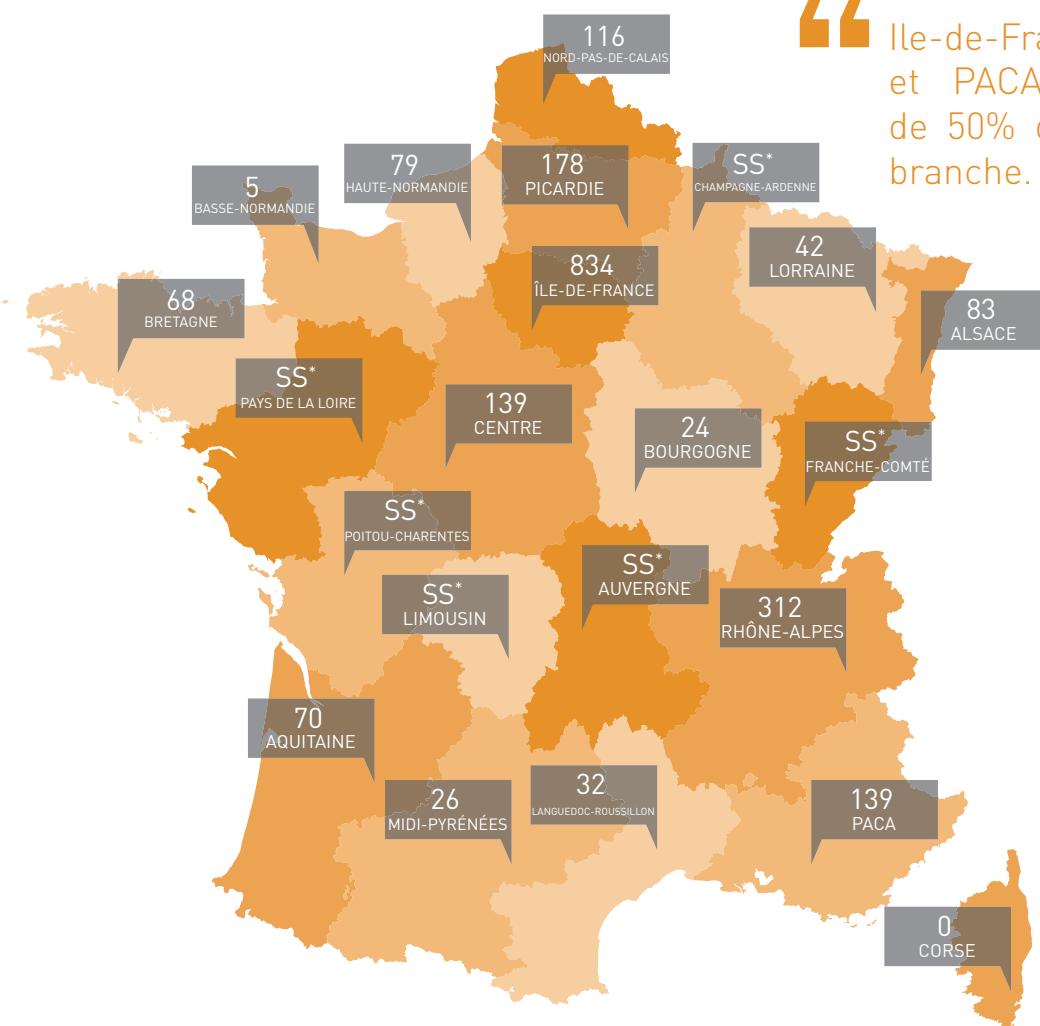 “ Ile-de-Fra
et PACA
de 50%
branche.
116
NORD-PAS-DE-CALAIS
79
HAUTE-NORMANDIE
178
PICARDIE
SS*
CHAMPAGNE-ARDENNE
5
BASSE-NORMANDIE
42
LORRAINE
834
ÎLE-DE-FRANCE
68
BRETAGNE
83
ALSACE
SS*
PAYS DE LA LOIRE
139
CENTRE
24
BOURGOGNE
SS*
FRANCHE-COMTÉ
SS*
POITOU-CHARENTES
SS*
AUVERGNE
SS*
LIMOUSIN
312
RHÔNE-ALPES
70
AQUITAINE
26
MIDI-PYRÉNÉES
32
LANGUEDOC-ROUSSILLON
139
PACA
0
CORSE